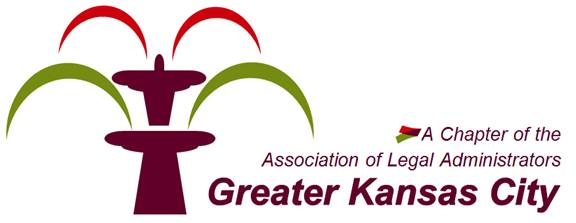 A Chapter of the
Association of Legal Administrators
Greater Kansas City